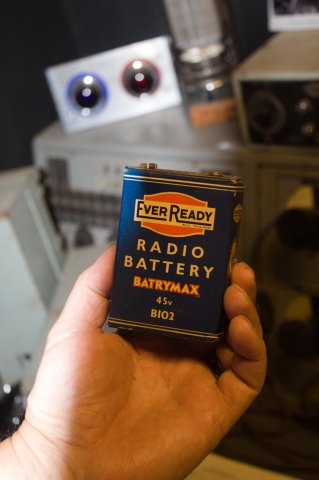 EVER READY
RADIO
BATTERY
BATRYMAX
45v
B102